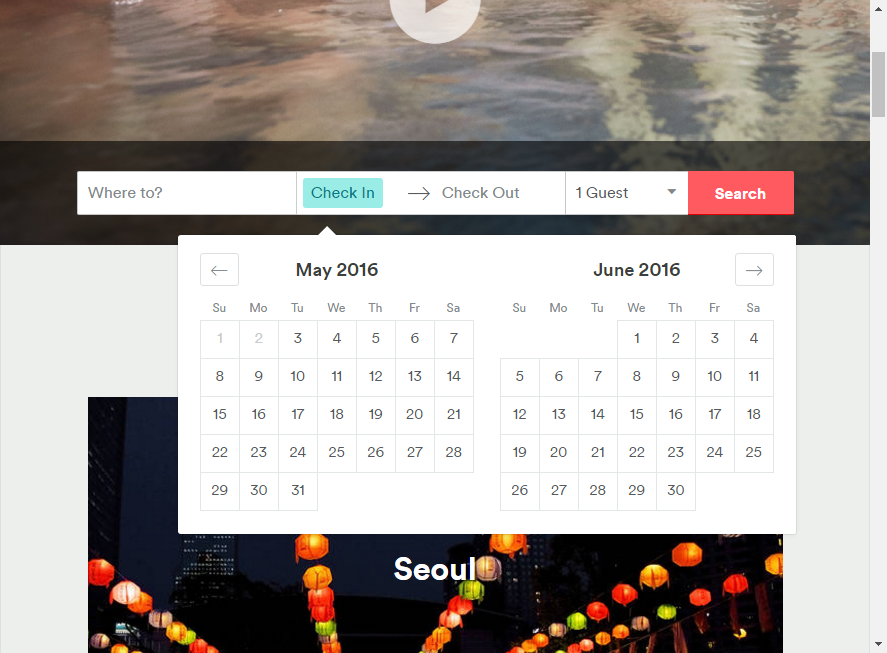 Where to? Check In Check Out 1 Guest Search
May 2016 June 2016
Su Mo Tu We Th Fr Sa Su Mo Tu We Th Fr Sa
1 2 3 4 5 6 7 1 2 3 4
8 9 10 11 12 13 14 5 6 7 8 9 10 11
15 16 17 18 19 20 21 12 13 14 15 16 17 18
22 23 24 25 26 27 28 19 20 21 22 23 24 25
29 30 31 26 27 28 29 30
Seoul